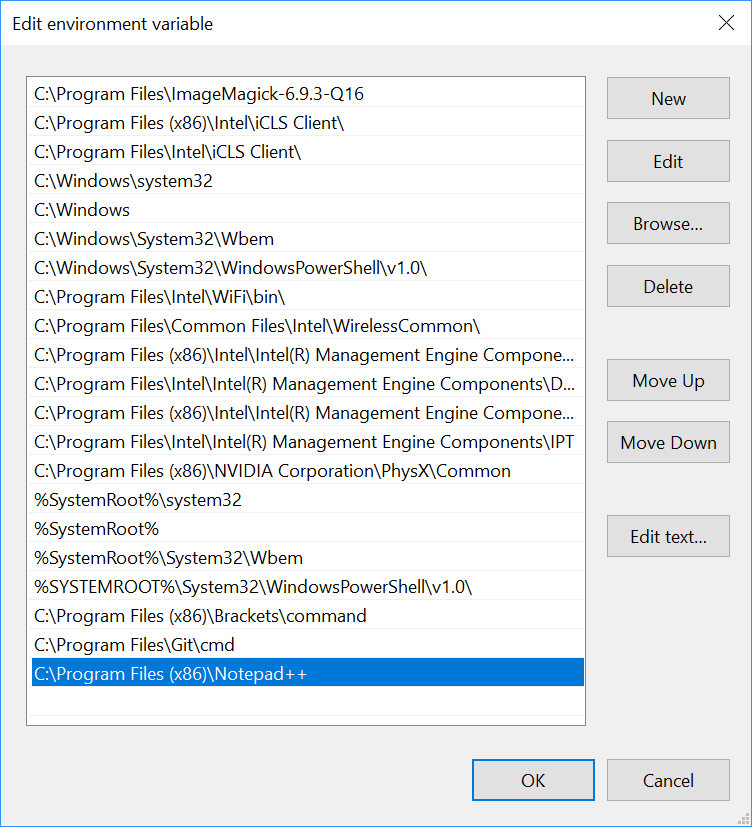 Edit environment variable
C:\Program Files\ImageMagick-6.9.3-Q16
C:\Program Files (x86)\Intel\iCLS Client\
C:\Program Files\Intel\iCLS Client\
C:\Windows\system32
C:\Windows
C:\Windows\System32\Wbem
C:\Windows\System32\WindowsPowerShell\v1.0\
C:\Program Files\Intel\WiFi\bin\
C:\Program Files\Common Files\Intel\WirelessCommon\
C:\Program Files (x86)\Intel\Intel(R) Management Engine Compone...
C:\Program Files\Intel\Intel(R) Management Engine Components\D...
C:\Program Files (x86)\Intel\Intel(R) Management Engine Compone...
C:\Program Files\Intel\Intel(R) Management Engine Components\IPT
C:\Program Files (x86)\NVIDIA Corporation\PhysX\Common
%SystemRoot%\system32
%SystemRoot%
%SystemRoot%\System32\Wbem
%SYSTEMROOT%\System32\WindowsPowerShell\v1.0\
C:\Program Files (x86)\Brackets\command
C:\Program Files\Git\cmd
C:\Program Files (x86)\Notepad++
New
Edit
Browse...
Delete
Move Up
Move Down
Edit text...
OK
Cancel